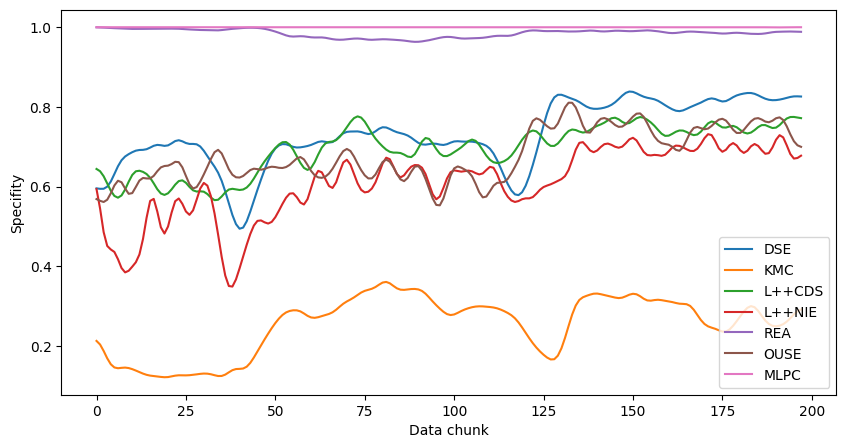 1.0
0.8
0.6
0.4
0.2
Specifity
0
25
50
75
100
125
150
175
200
Data chunk
DSE
KMC
L++CDS
L++NIE
REA
OUSE
MLPC